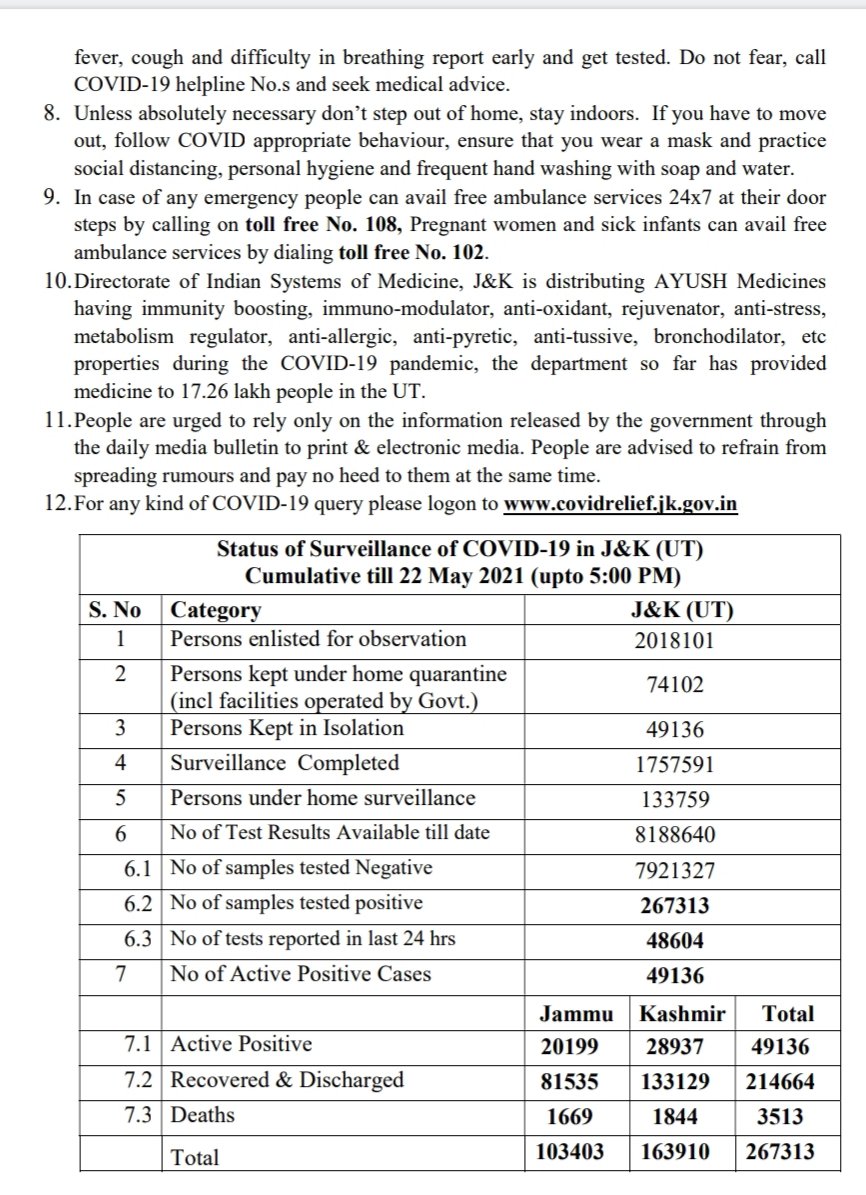 fever, cough and difficulty in breathing report early and get tested. Do not fear, call
COVID-19 helpline No.s and seek medical advice.
8. Unless absolutely necessary don’t step out of home, stay indoors. If you have to move
out, follow COVID appropriate behaviour, ensure that you wear a mask and practice
social distancing, personal hygiene and frequent hand washing with soap and water.
9. In case of any emergency people can avail free ambulance services 24x7 at their door
steps by calling on toll free No. 108, Pregnant women and sick infants can avail free
ambulance services by dialing toll free No. 102.
10.Directorate of Indian Systems of Medicine, J&K is distributing AYUSH Medicines
having immunity boosting, immuno-modulator, anti-oxidant, rejuvenator, anti-stress,
metabolism regulator, anti-allergic, anti-pyretic, anti-tussive, bronchodilator, etc
properties during the COVID-19 pandemic, the department so far has provided
medicine to 17.26 lakh people in the UT.
11.People are urged to rely only on the information released by the government through
the daily media bulletin to print & electronic media. People are advised to refrain from
spreading rumours and pay no heed to them at the same time.
12.For any kind of COVID-19 query please logon to www.covidrelief.jk.gov.in
Status of Surveillance of COVID-19 in J&K (UT)
Cumulative till 22 May 2021 (upto 5:00 PM)
S. No Category J&K (UT)
1 Persons enlisted for observation 2018101
2 Persons kept under home quarantine
(incl facilities operated by Govt.) 74102
3 Persons Kept in Isolation 49136
4 Surveillance Completed 1757591
5 Persons under home surveillance 133759
6 No of Test Results Available till date 8188640
6.1 No of samples tested Negative 7921327
6.2 No of samples tested positive 267313
6.3 No of tests reported in last 24 hrs 48604
7 No of Active Positive Cases 49136
Jammu Kashmir Total
7.1 Active Positive 20199 28937 49136
7.2 Recovered & Discharged 81535 133129 214664
7.3 Deaths 1669 1844 3513
Total 103403 163910 267313